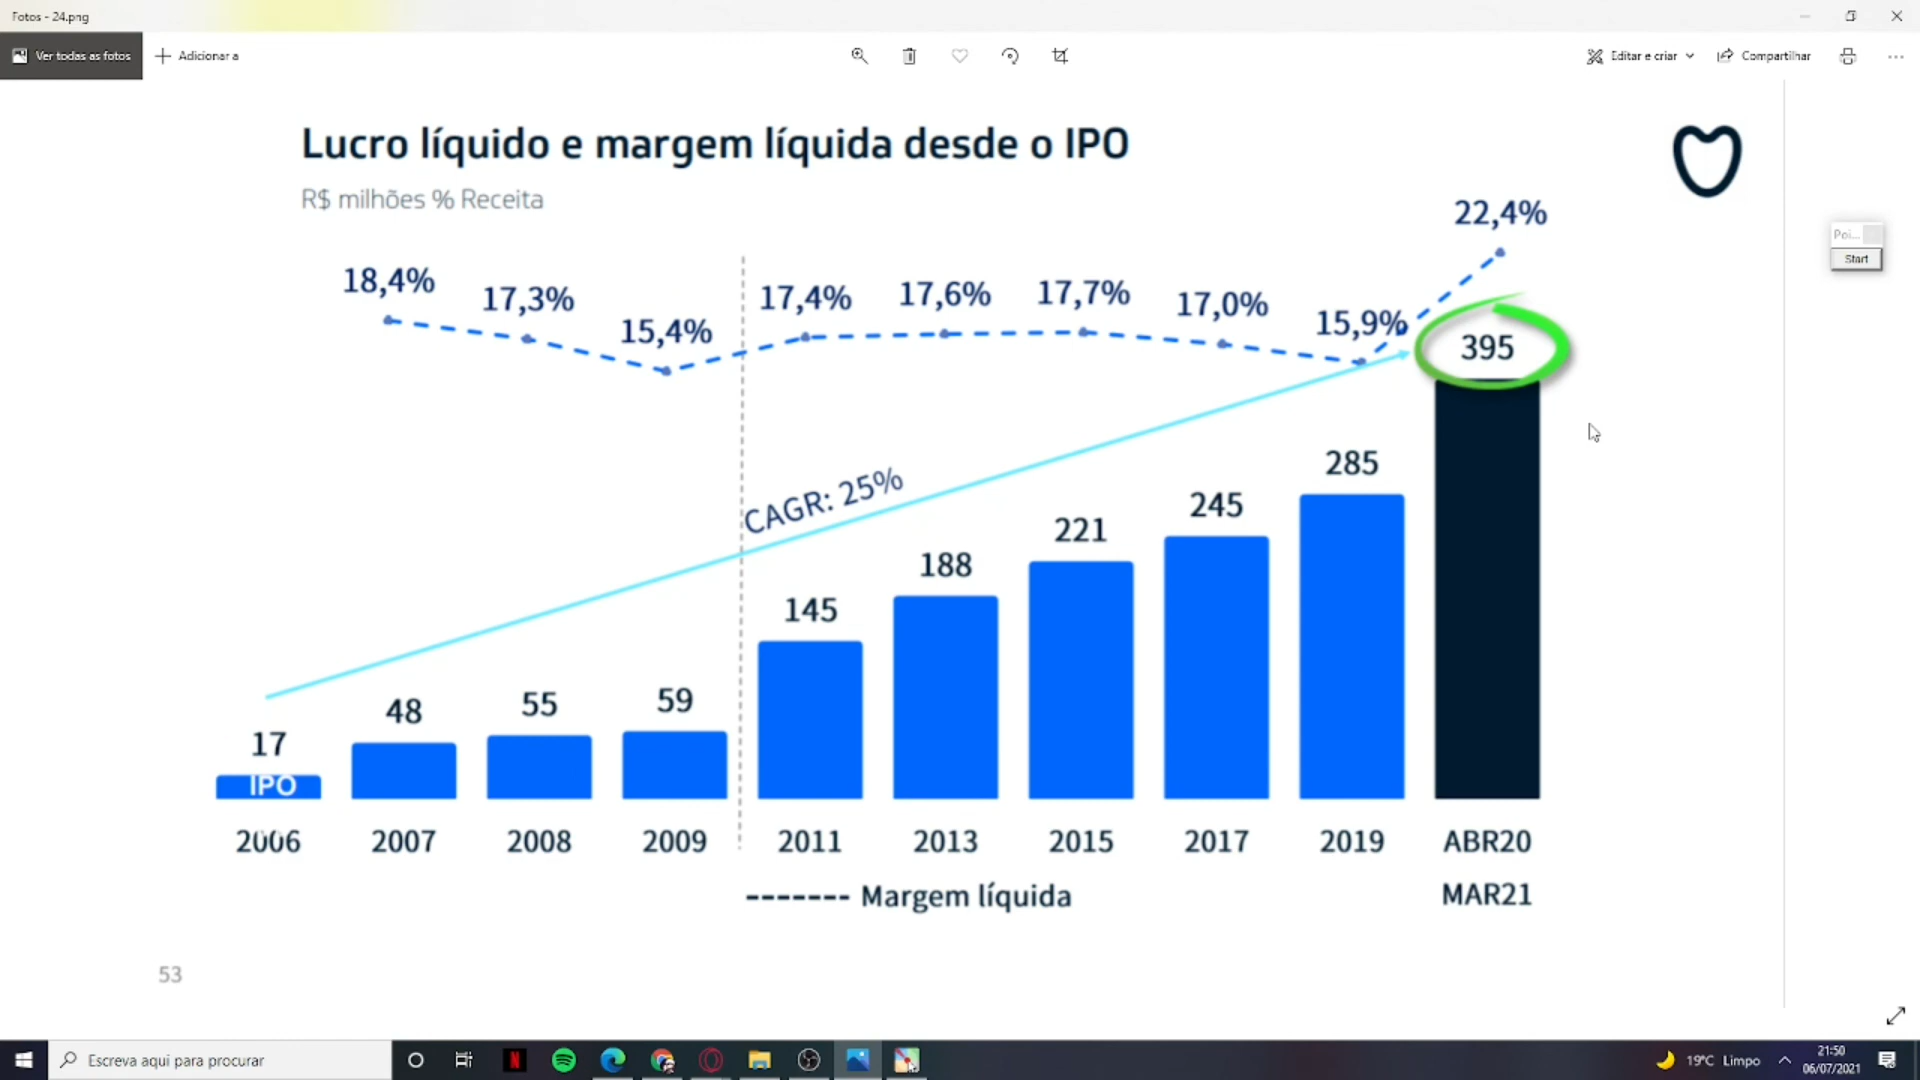 Fotos - 24.png
Ver todas as fotos
Adicionar a
Editar e criar
Compartilhar
Lucro líquido e margem líquida desde o IPO
R$ milhões % Receita
22,4%
18,4% 17,3% 15,4% 17,4% 17,6% 17,7% 17,0% 15,9%
Poi...
Start
395
CAGR: 25%
285
245
221
188
145
59
55
48
17
IPO
2006 2007 2008 2009 2011 2013 2015 2017 2019 ABR20
MAR21
------- Margem líquida
53
Escreva aqui para procurar
19°C Limpo
21:50
06/07/2021